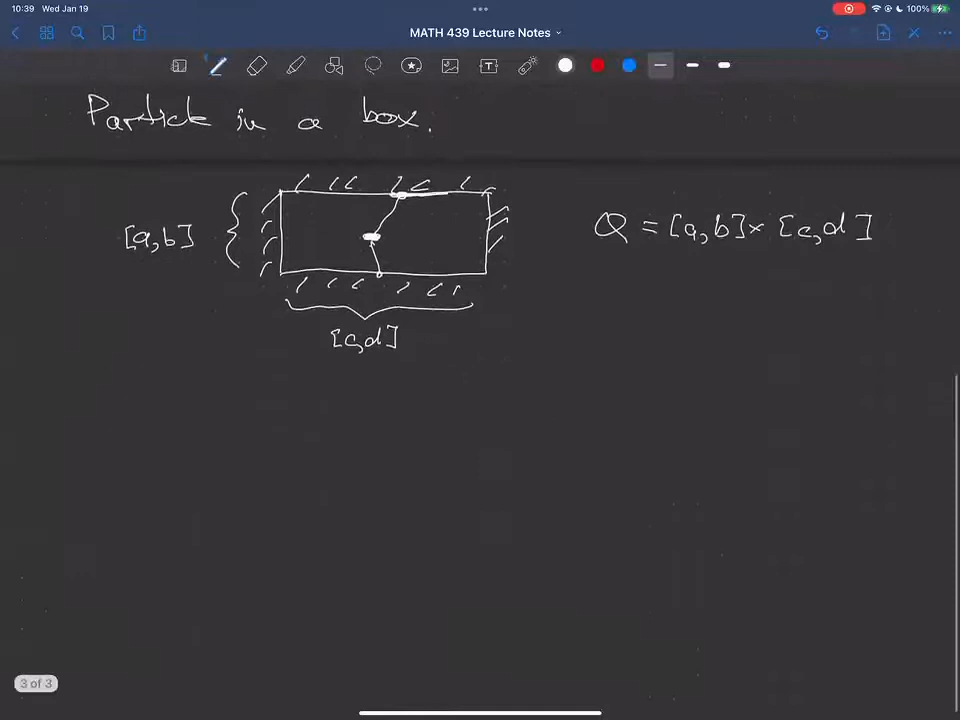 10:39 Wed Jan 19
100%
MATH 439 Lecture Notes
Particle in a box.
[a,b]
Q = [a,b]× [c,d]
[c,d]
3 of 3